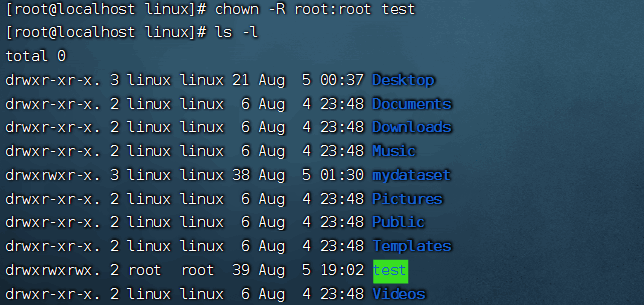 [root@localhost linux]# chown -R root:root test
[root@localhost linux]# ls -l
total 0
drwxr-xr-x. 3 linux linux 21 Aug  5 00:37 Desktop
drwxr-xr-x. 2 linux linux  6 Aug  4 23:48 Documents
drwxr-xr-x. 2 linux linux  6 Aug  4 23:48 Downloads
drwxr-xr-x. 2 linux linux  6 Aug  4 23:48 Music
drwxrwxr-x. 3 linux linux 38 Aug  5 01:30 mydataset
drwxr-xr-x. 2 linux linux  6 Aug  4 23:48 Pictures
drwxr-xr-x. 2 linux linux  6 Aug  4 23:48 Public
drwxr-xr-x. 2 linux linux  6 Aug  4 23:48 Templates
drwxrwxrwx. 2 root  root  39 Aug  5 19:02 test
drwxr-xr-x. 2 linux linux  6 Aug  4 23:48 Videos